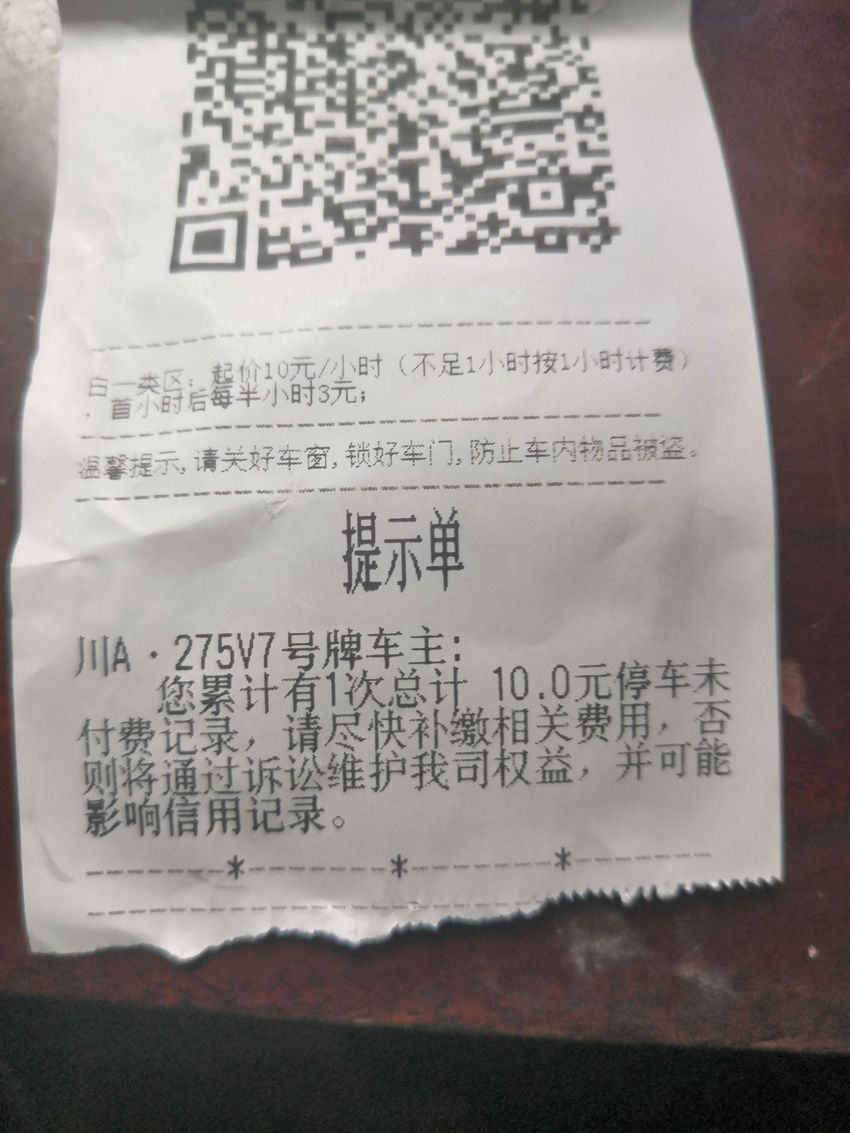 白一类区：起价10元/小时（不足1小时按1小时计费）
，首小时后每半小时3元；
温馨提示,请关好车窗,锁好车门,防止车内物品被盗。
提示单
川A·275V7号牌车主:
您累计有1次总计 10.0元停车未
付费记录，请尽快补缴相关费用，否
则将通过诉讼维护我司权益，并可能
影响信用记录。